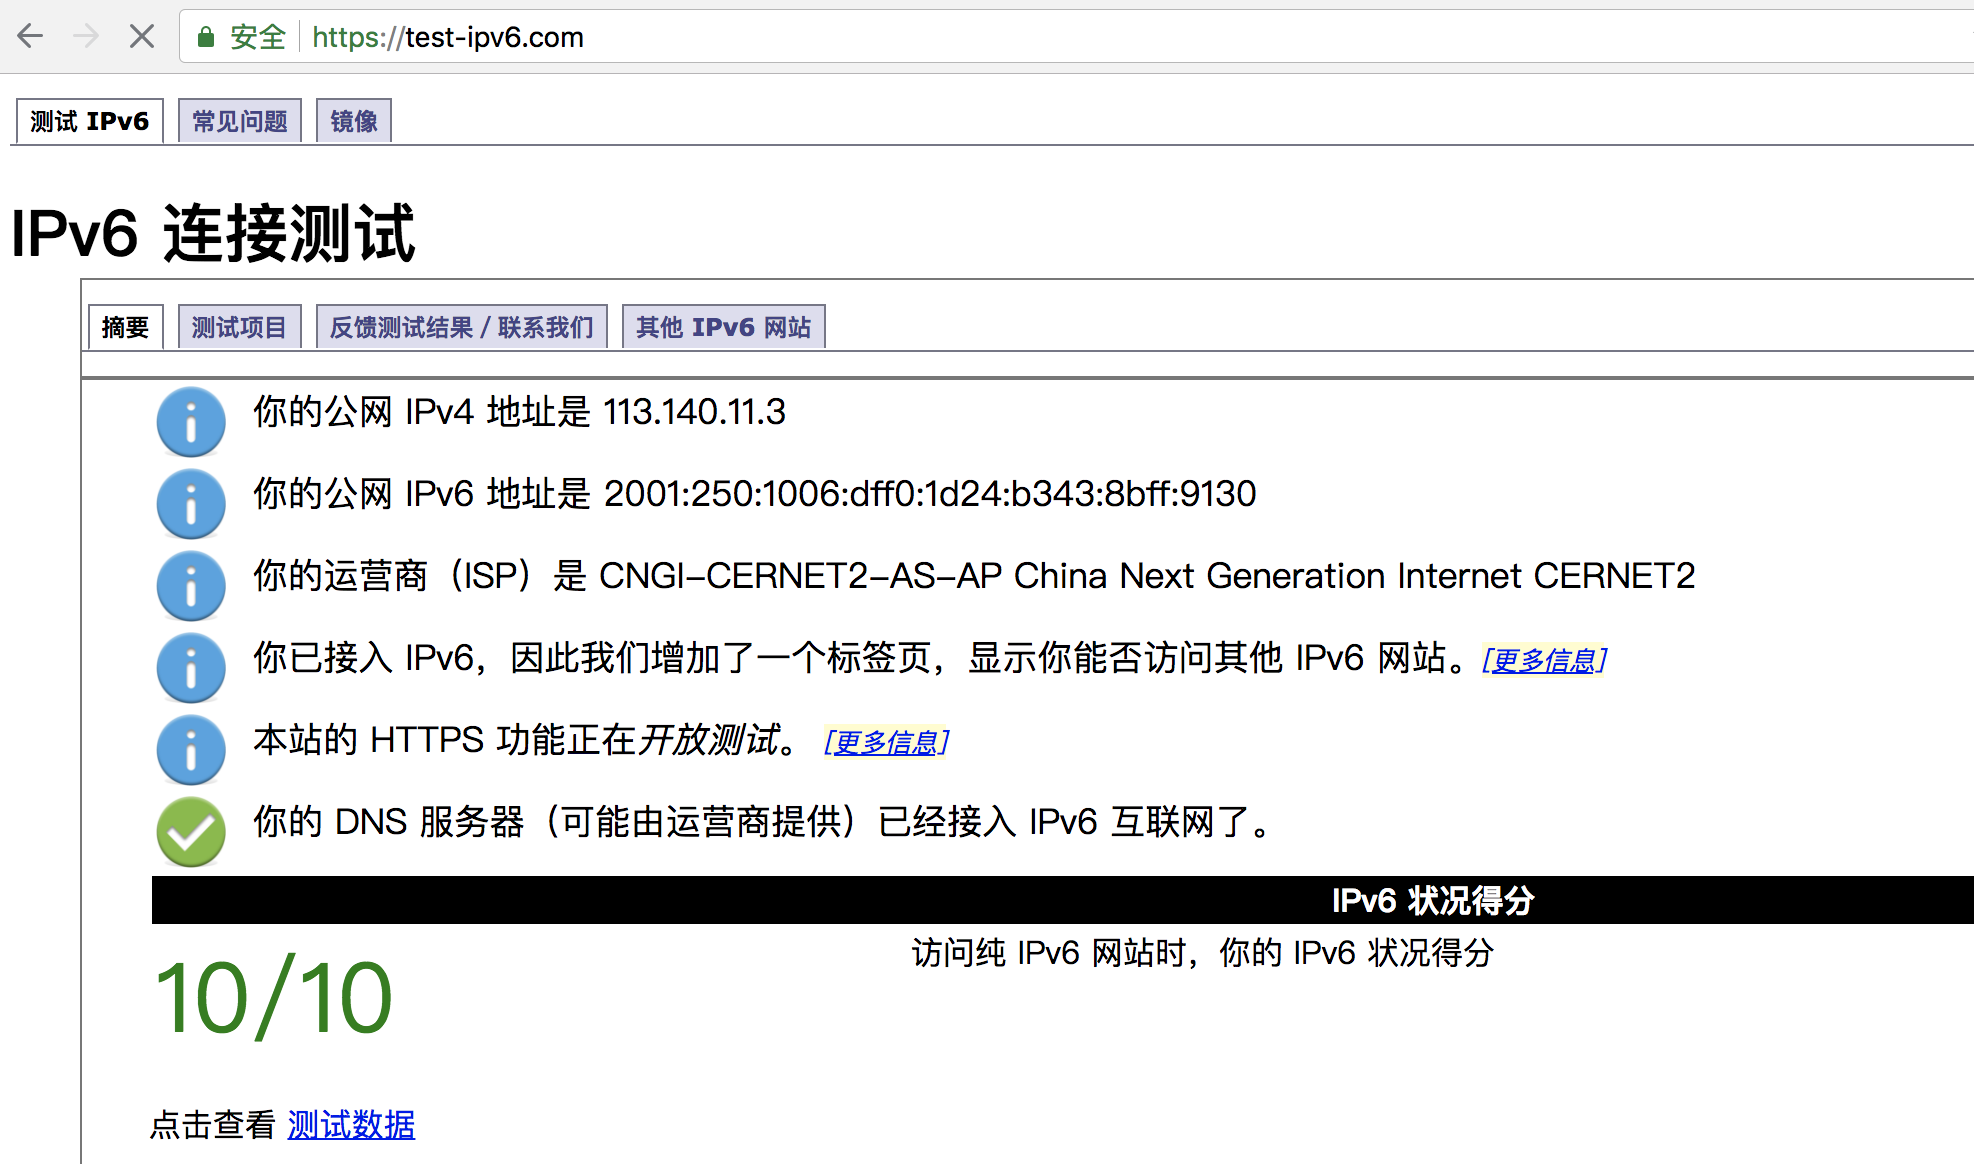 安全 https://test-ipv6.com
测试 IPv6 常见问题 镜像
IPv6 连接测试
摘要 测试项目 反馈测试结果 / 联系我们 其他 IPv6 网站
你的公网 IPv4 地址是 113.140.11.3
你的公网 IPv6 地址是 2001:250:1006:dff0:1d24:b343:8bff:9130
你的运营商（ISP）是 CNGI-CERNET2-AS-AP China Next Generation Internet CERNET2
你已接入 IPv6，因此我们增加了一个标签页，显示你能否访问其他 IPv6 网站。[更多信息]
本站的 HTTPS 功能正在开放测试。 [更多信息]
你的 DNS 服务器（可能由运营商提供）已经接入 IPv6 互联网了。
IPv6 状况得分
10/10 访问纯 IPv6 网站时，你的 IPv6 状况得分
点击查看 测试数据